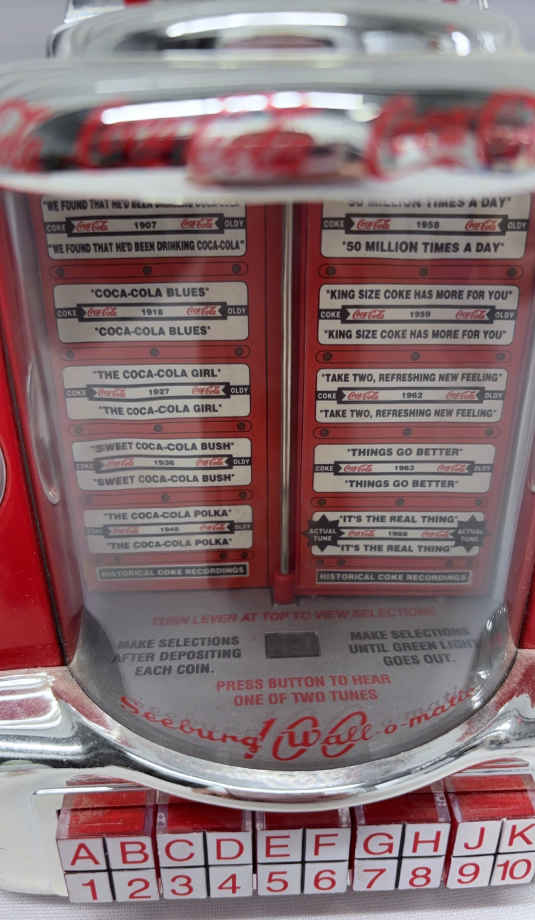 "WE FOUND THAT HE'D BEEN DRINKING COCA-COLA"
COKE Coca-Cola 1907 Coca-Cola OLDY
"WE FOUND THAT HE'D BEEN DRINKING COCA-COLA"
"COCA-COLA BLUES"
COKE Coca-Cola 1918 Coca-Cola OLDY
"COCA-COLA BLUES"
"THE COCA-COLA GIRL"
COKE Coca-Cola 1927 Coca-Cola OLDY
"THE COCA-COLA GIRL"
"SWEET COCA-COLA BUSH"
COKE Coca-Cola 1936 Coca-Cola OLDY
"SWEET COCA-COLA BUSH"
"THE COCA-COLA POLKA"
Coca-Cola Coca-Cola OLDY
"THE COCA-COLA POLKA"
HISTORICAL COKE RECORDINGS
"50 MILLION TIMES A DAY"
COKE Coca-Cola 1958 Coca-Cola OLDY
"50 MILLION TIMES A DAY"
"KING SIZE COKE HAS MORE FOR YOU"
COKE Coca-Cola 1959 Coca-Cola OLDY
"KING SIZE COKE HAS MORE FOR YOU"
"TAKE TWO, REFRESHING NEW FEELING"
COKE Coca-Cola 1962 Coca-Cola OLDY
"TAKE TWO, REFRESHING NEW FEELING"
"THINGS GO BETTER"
COKE Coca-Cola 1963 Coca-Cola OLDY
"THINGS GO BETTER"
"IT'S THE REAL THING"
ACTUAL TUNE Coca-Cola Coca-Cola ACTUAL TUNE
"IT'S THE REAL THING"
HISTORICAL COKE RECORDINGS
TURN LEVER AT TOP TO VIEW SELECTIONS
MAKE SELECTIONS
AFTER DEPOSITING
EACH COIN.
MAKE SELECTIONS
UNTIL GREEN LIGHT
GOES OUT.
PRESS BUTTON TO HEAR
ONE OF TWO TUNES
Seeburg Wall-o-matic
A B C D E F G H J K
1 2 3 4 5 6 7 8 9 10